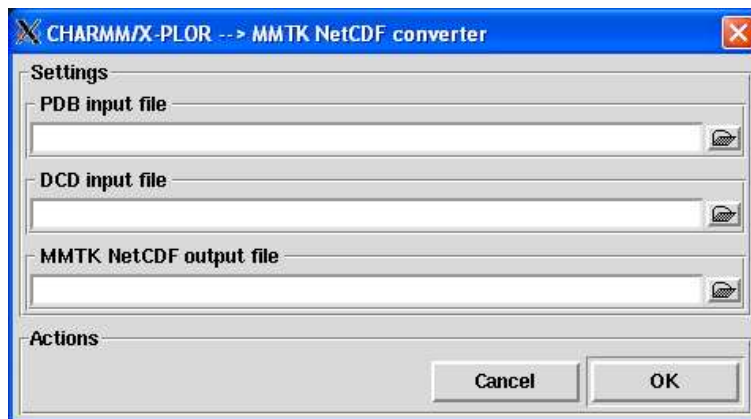 CHARMM/X-PLOR --> MMTK NetCDF converter
Settings
PDB input file
DCD input file
MMTK NetCDF output file
Actions
Cancel OK